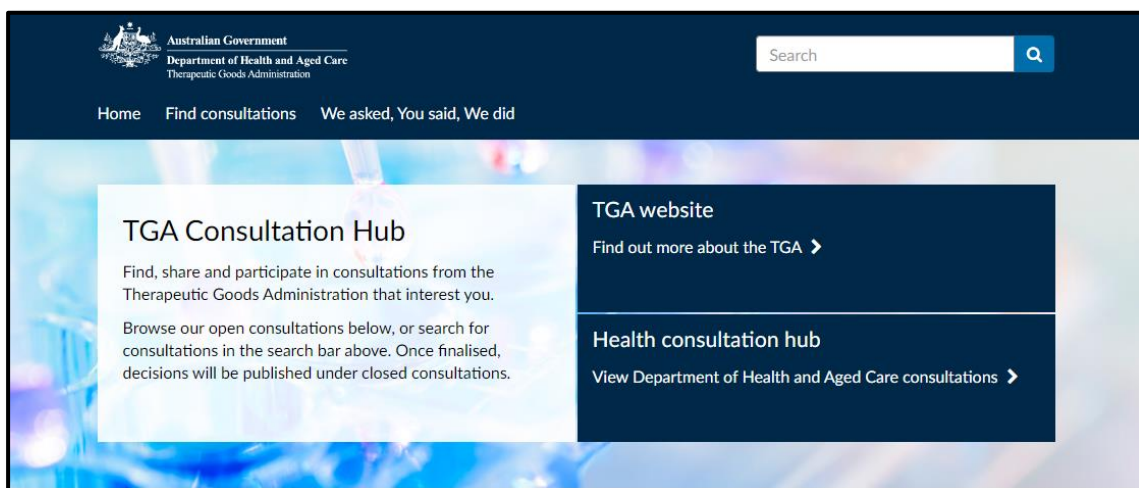 Australian Government
Department of Health and Aged Care
Therapeutic Goods Administration
Search
Home Find consultations We asked, You said, We did
TGA Consultation Hub
Find, share and participate in consultations from the
Therapeutic Goods Administration that interest you.
Browse our open consultations below, or search for
consultations in the search bar above. Once finalised,
decisions will be published under closed consultations.
TGA website
Find out more about the TGA
Health consultation hub
View Department of Health and Aged Care consultations